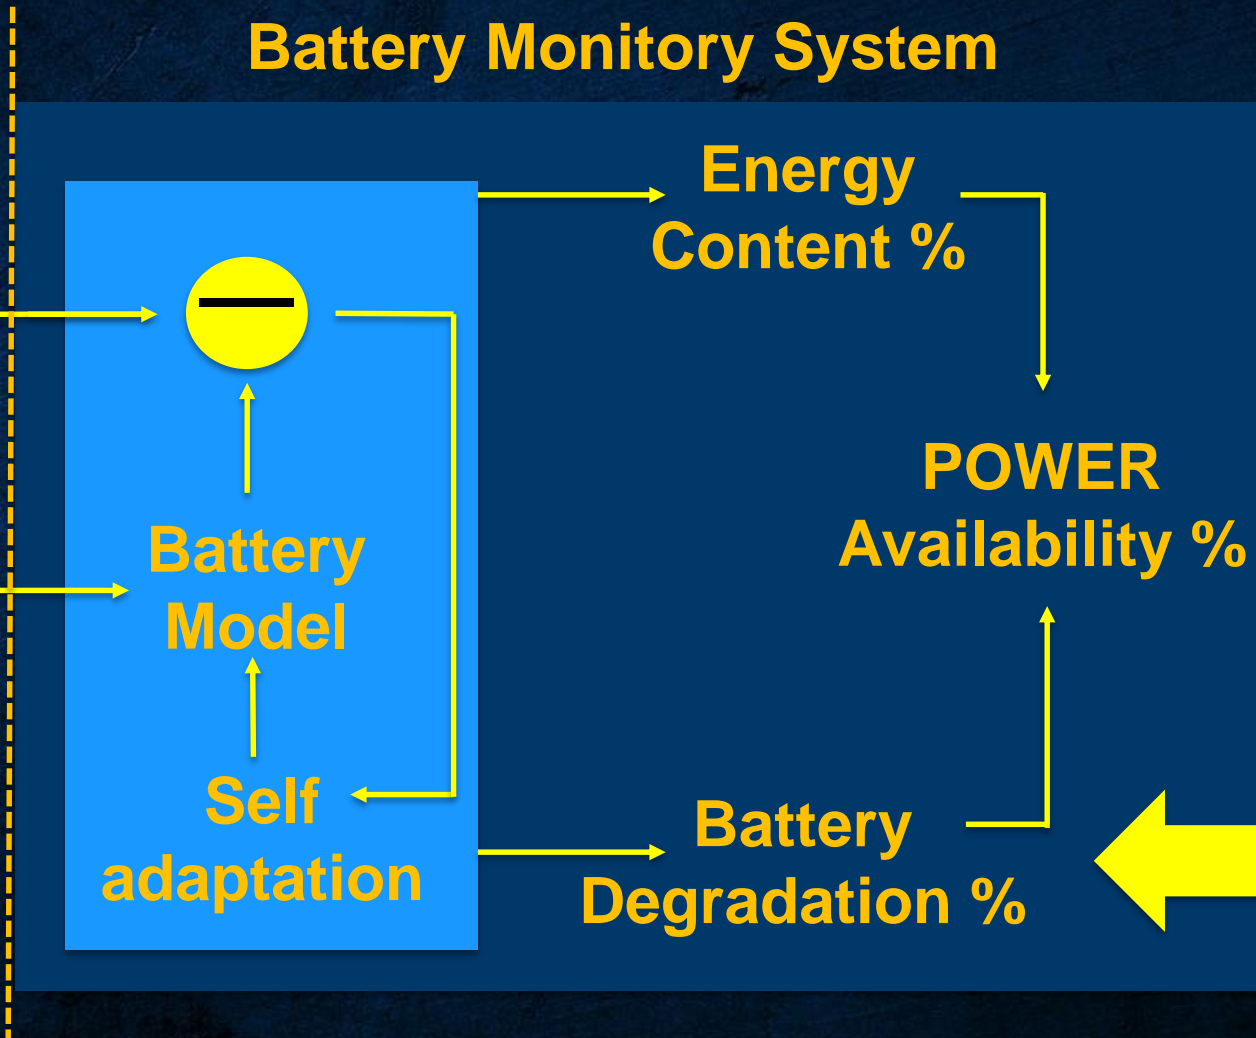 Battery Monitory System
Energy
Content %
POWER
Availability %
Battery
Model
Self
adaptation
Battery
Degradation %